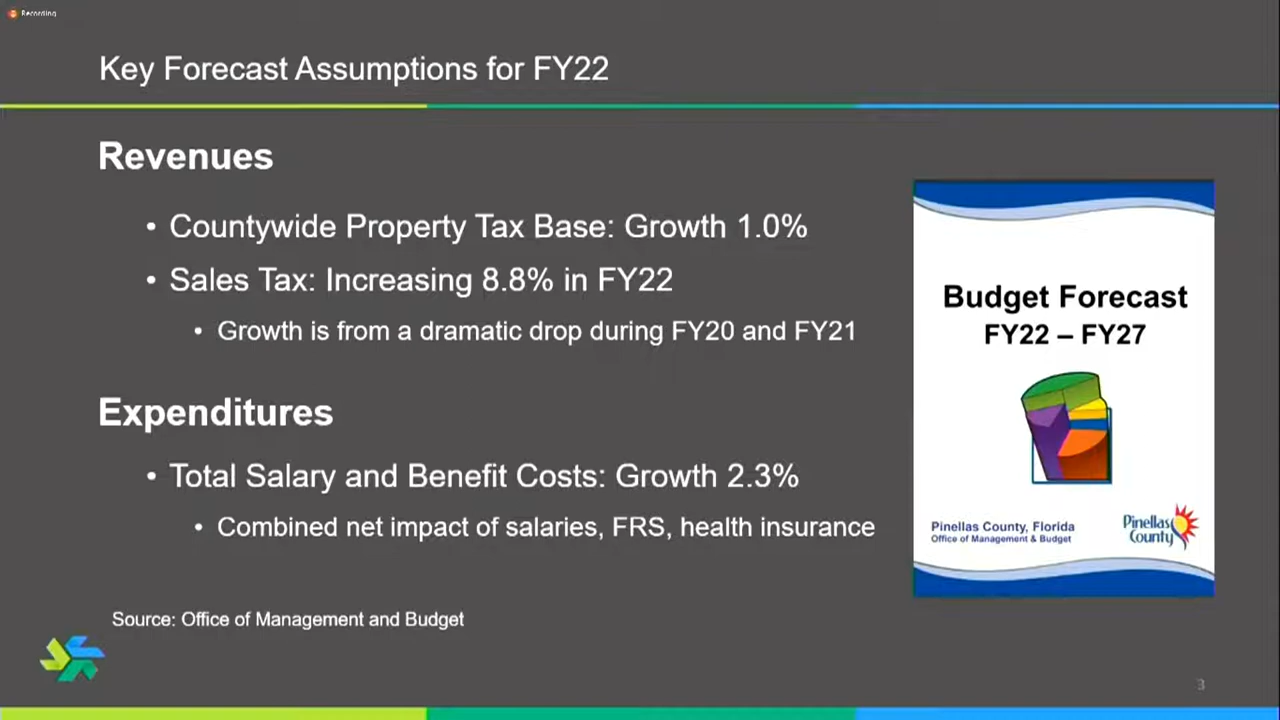 Recording
Key Forecast Assumptions for FY22
Revenues
• Countywide Property Tax Base: Growth 1.0%
• Sales Tax: Increasing 8.8% in FY22
• Growth is from a dramatic drop during FY20 and FY21
Expenditures
• Total Salary and Benefit Costs: Growth 2.3%
• Combined net impact of salaries, FRS, health insurance
Source: Office of Management and Budget
Budget Forecast
FY22 – FY27
Pinellas County, Florida
Office of Management & Budget
Pinellas
County
3